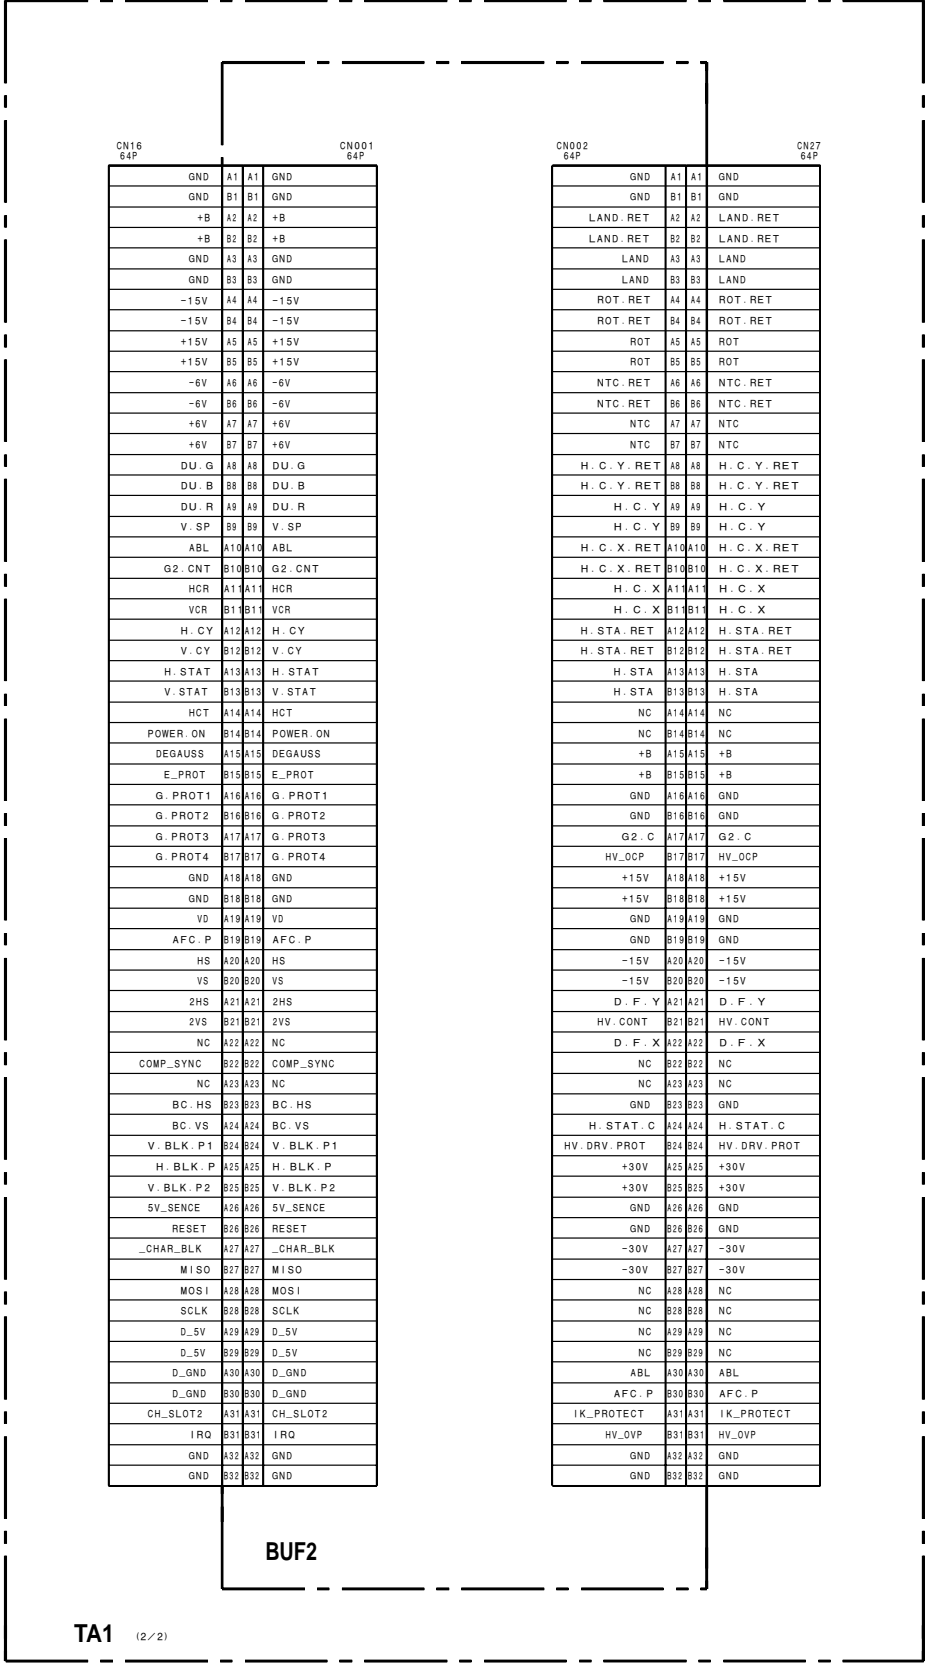 CN16 CN001 CN002 CN27
64P 64P 64P 64P
GND A1 A1 GND GND A1 A1 GND
GND B1 B1 GND GND B1 B1 GND
+B A2 A2 +B LAND.RET A2 A2 LAND.RET
+B B2 B2 +B LAND.RET B2 B2 LAND.RET
GND A3 A3 GND LAND A3 A3 LAND
GND B3 B3 GND LAND B3 B3 LAND
-15V A4 A4 -15V ROT.RET A4 A4 ROT.RET
-15V B4 B4 -15V ROT.RET B4 B4 ROT.RET
+15V A5 A5 +15V ROT A5 A5 ROT
+15V B5 B5 +15V ROT B5 B5 ROT
-6V A6 A6 -6V NTC.RET A6 A6 NTC.RET
-6V B6 B6 -6V NTC.RET B6 B6 NTC.RET
+6V A7 A7 +6V NTC A7 A7 NTC
+6V B7 B7 +6V NTC B7 B7 NTC
DU.G A8 A8 DU.G H.C.Y.RET A8 A8 H.C.Y.RET
DU.B B8 B8 DU.B H.C.Y.RET B8 B8 H.C.Y.RET
DU.R A9 A9 DU.R H.C.Y A9 A9 H.C.Y
V.SP B9 B9 V.SP H.C.Y B9 B9 H.C.Y
ABL A10 A10 ABL H.C.X.RET A10 A10 H.C.X.RET
G2.CNT B10 B10 G2.CNT H.C.X.RET B10 B10 H.C.X.RET
HCR A11 A11 HCR H.C.X A11 A11 H.C.X
VCR B11 B11 VCR H.C.X B11 B11 H.C.X
H.CY A12 A12 H.CY H.STA.RET A12 A12 H.STA.RET
V.CY B12 B12 V.CY H.STA.RET B12 B12 H.STA.RET
H.STAT A13 A13 H.STAT H.STA A13 A13 H.STA
V.STAT B13 B13 V.STAT H.STA B13 B13 H.STA
HCT A14 A14 HCT NC A14 A14 NC
POWER.ON B14 B14 POWER.ON NC B14 B14 NC
DEGAUSS A15 A15 DEGAUSS +B A15 A15 +B
E_PROT B15 B15 E_PROT +B B15 B15 +B
G.PROT1 A16 A16 G.PROT1 GND A16 A16 GND
G.PROT2 B16 B16 G.PROT2 GND B16 B16 GND
G.PROT3 A17 A17 G.PROT3 G2.C A17 A17 G2.C
G.PROT4 B17 B17 G.PROT4 HV_OCP B17 B17 HV_OCP
GND A18 A18 GND +15V A18 A18 +15V
GND B18 B18 GND +15V B18 B18 +15V
VD A19 A19 VD GND A19 A19 GND
AFC.P B19 B19 AFC.P GND B19 B19 GND
HS A20 A20 HS -15V A20 A20 -15V
VS B20 B20 VS -15V B20 B20 -15V
2HS A21 A21 2HS D.F.Y A21 A21 D.F.Y
2VS B21 B21 2VS HV.CONT B21 B21 HV.CONT
NC A22 A22 NC D.F.X A22 A22 D.F.X
COMP_SYNC B22 B22 COMP_SYNC NC B22 B22 NC
NC A23 A23 NC NC A23 A23 NC
BC.HS B23 B23 BC.HS GND B23 B23 GND
BC.VS A24 A24 BC.VS H.STAT.C A24 A24 H.STAT.C
V.BLK.P1 B24 B24 V.BLK.P1 HV.DRV.PROT B24 B24 HV.DRV.PROT
H.BLK.P A25 A25 H.BLK.P +30V A25 A25 +30V
V.BLK.P2 B25 B25 V.BLK.P2 +30V B25 B25 +30V
5V_SENCE A26 A26 5V_SENCE GND A26 A26 GND
RESET B26 B26 RESET GND B26 B26 GND
_CHAR_BLK A27 A27 _CHAR_BLK -30V A27 A27 -30V
MISO B27 B27 MISO -30V B27 B27 -30V
MOSI A28 A28 MOSI NC A28 A28 NC
SCLK B28 B28 SCLK NC B28 B28 NC
D_5V A29 A29 D_5V NC A29 A29 NC
D_5V B29 B29 D_5V NC B29 B29 NC
D_GND A30 A30 D_GND ABL A30 A30 ABL
D_GND B30 B30 D_GND AFC.P B30 B30 AFC.P
CH_SLOT2 A31 A31 CH_SLOT2 IK_PROTECT A31 A31 IK_PROTECT
IRQ B31 B31 IRQ HV_OVP B31 B31 HV_OVP
GND A32 A32 GND GND A32 A32 GND
GND B32 B32 GND GND B32 B32 GND
BUF2
TA1 (2/2)